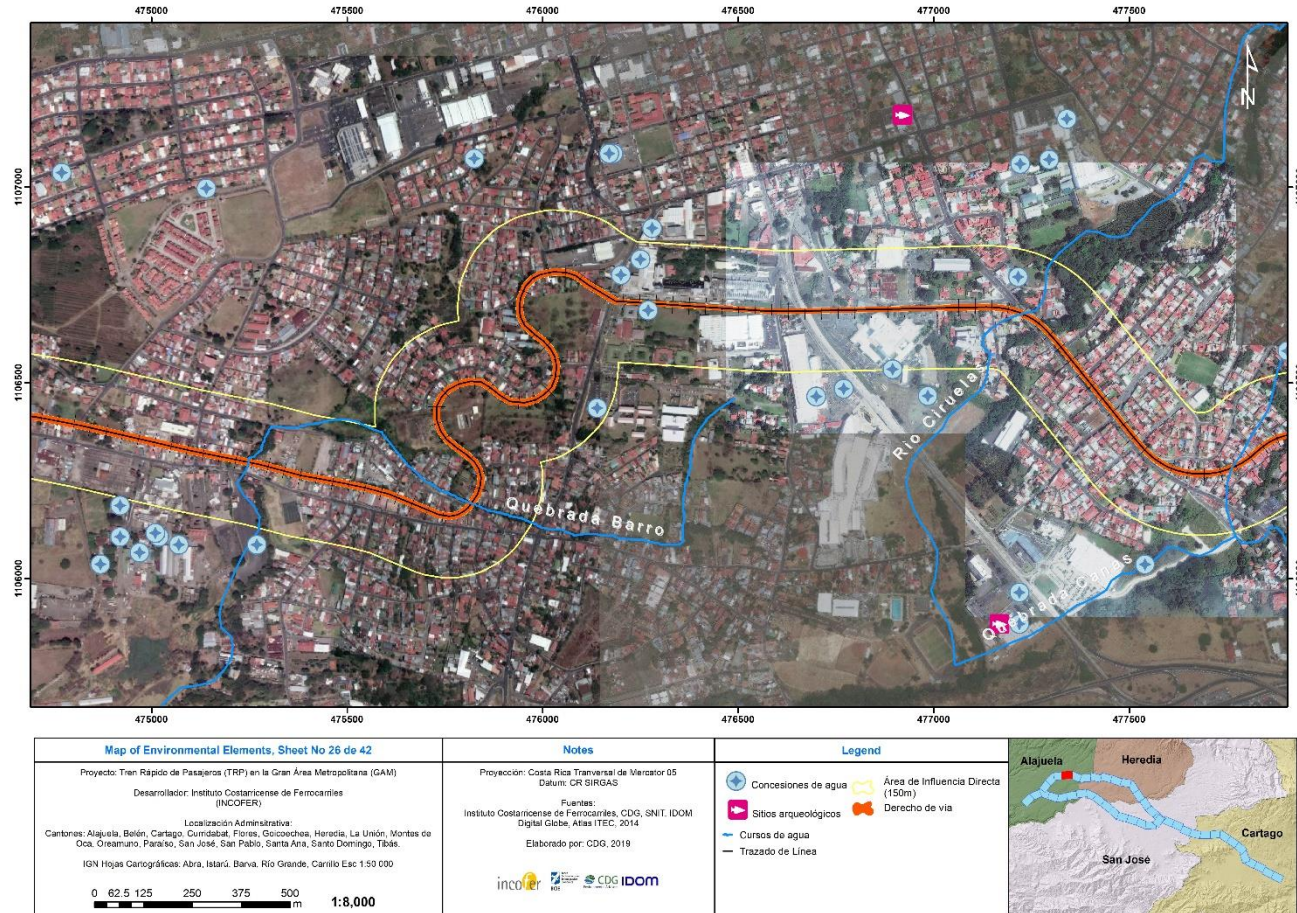 475000 475500 476000 476500 477000 477500
1107000
1106500
1106000
N
Río Ciruelas
Quebrada Barro
Quebrada Cañas
475000 475500 476000 476500 477000 477500
Map of Environmental Elements, Sheet No 26 de 42
Proyecto: Tren Rápido de Pasajeros (TRP) en la Gran Área Metropolitana (GAM)
Desarrollador: Instituto Costarricense de Ferrocarriles
(INCOFER)
Localización Adminsitrativa:
Cantones: Alajuela, Belén, Cartago, Curridabat, Flores, Goicoechea, Heredia, La Unión, Montes de
Oca, Oreamuno, Paraíso, San José, San Pablo, Santa Ana, Santo Domingo, Tibás.
IGN Hojas Cartográficas: Abra, Istarú, Barva, Río Grande, Carrillo Esc 1:50 000
0 62.5 125 250 375 500
m
1:8,000
Notes
Proyección: Costa Rica Tranversal de Mercator 05
Datum: CR SIRGAS
Fuentes:
Instituto Costarricense de Ferrocarriles, CDG, SNIT, IDOM
Digital Globe, Atlas ITEC, 2014
Elaborado por: CDG, 2019
incofer
CDG
IDOM
Legend
Concesiones de agua
Sitios arqueológicos
Cursos de agua
Trazado de Línea
Área de Influencia Directa
(150m)
Derecho de via
Alajuela
Heredia
San José
Cartago